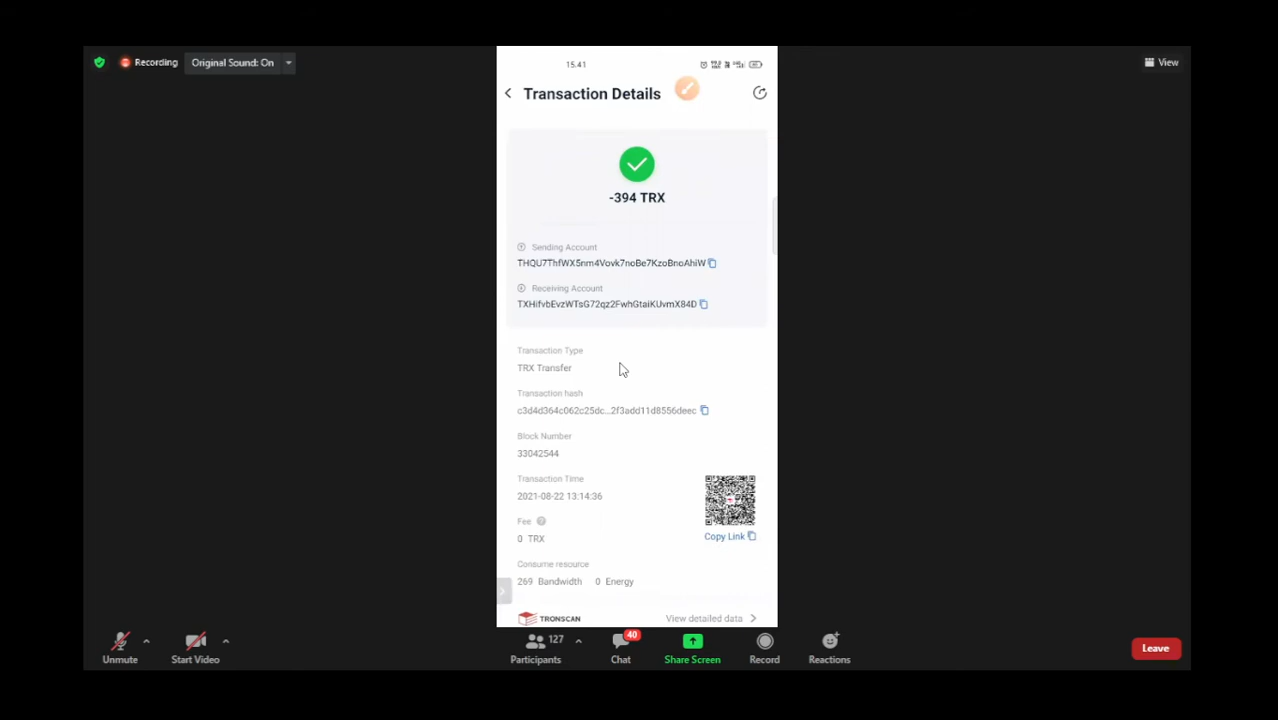 Recording
Original Sound: On
View
15.41
Transaction Details
-394 TRX
Sending Account
THQU7ThfWX5nm4Vovk7noBe7KzoBnoAhiW
Receiving Account
TXHifvbEvzWTsG72qz2FwhGtaiKUvmX84D
Transaction Type
TRX Transfer
Transaction hash
c3d4d364c062c25dc...2f3add11d8556deec
Block Number
33042544
Transaction Time
2021-08-22 13:14:36
Fee
0 TRX
Copy Link
Consume resource
269 Bandwidth 0 Energy
TRONSCAN
View detailed data
Unmute
Start Video
127
Participants
40
Chat
Share Screen
Record
Reactions
Leave